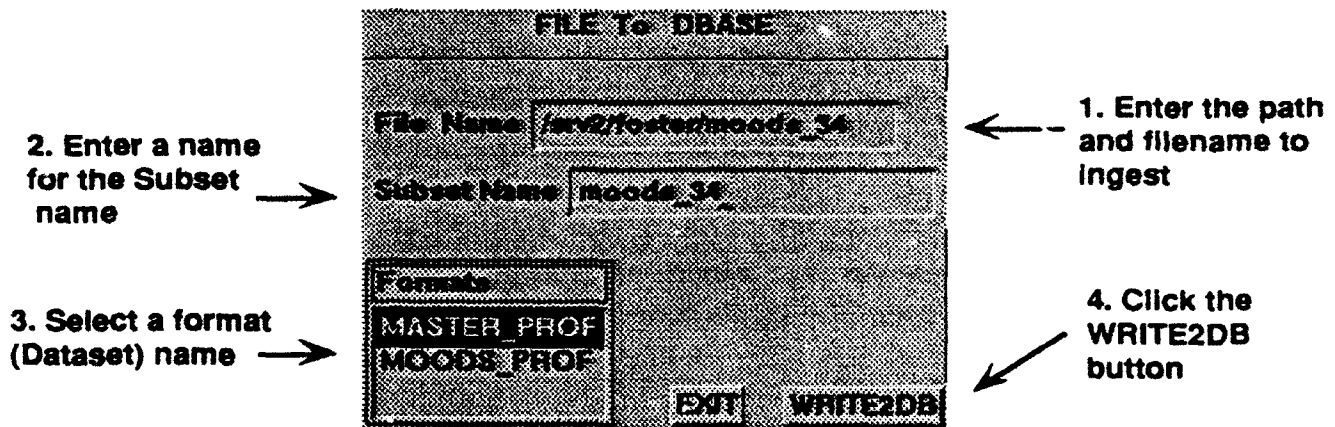 FILE To DBASE
File Name /srv2/foster/moods_34
1. Enter the path
and filename to
ingest
2. Enter a name
for the Subset
name
Subset Name moods_34_
3. Select a format
(Dataset) name
Formats
MASTER_PROF
MOODS_PROF
EXIT WRITE2DB
4. Click the
WRITE2DB
button